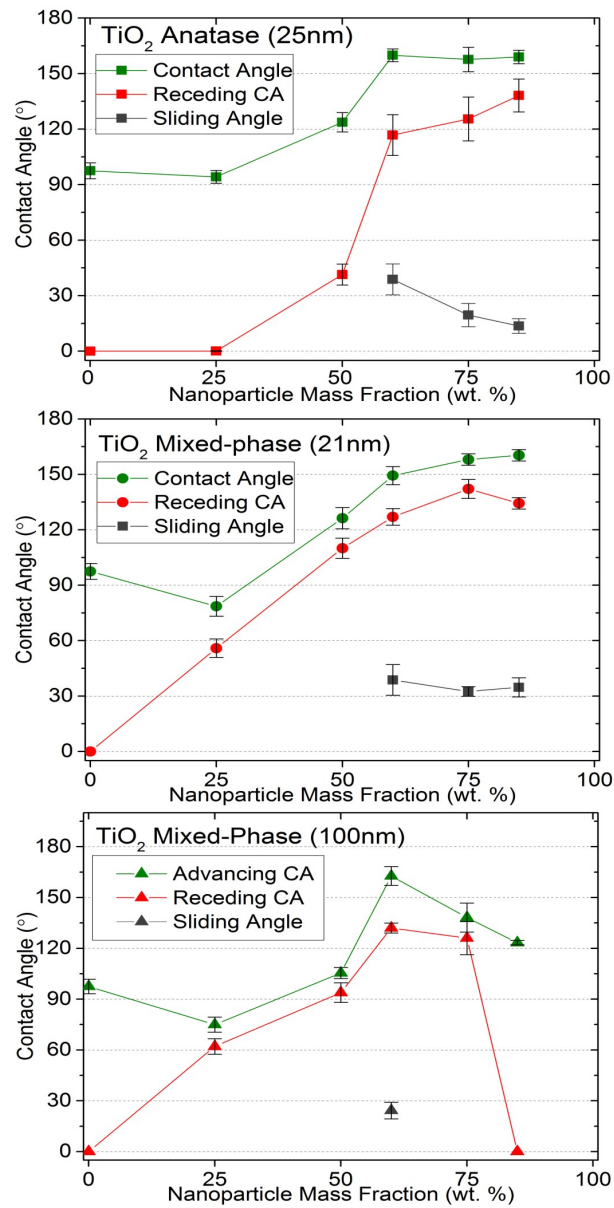 TiO₂ Anatase (25nm)
Contact Angle
Receding CA
Sliding Angle
Contact Angle (°)
180
150
120
90
60
30
0
0 25 50 75 100
Nanoparticle Mass Fraction (wt. %)
TiO₂ Mixed-phase (21nm)
Contact Angle
Receding CA
Sliding Angle
Contact Angle (°)
180
150
120
90
60
30
0
0 25 50 75 100
Nanoparticle Mass Fraction (wt. %)
TiO₂ Mixed-Phase (100nm)
Advancing CA
Receding CA
Sliding Angle
Contact Angle (°)
180
150
120
90
60
30
0
0 25 50 75 100
Nanoparticle Mass Fraction (wt. %)